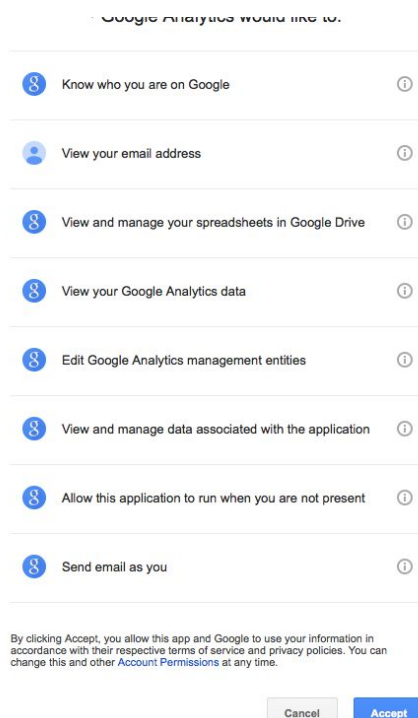 Google Analytics would like to:
Know who you are on Google
View your email address
View and manage your spreadsheets in Google Drive
View your Google Analytics data
Edit Google Analytics management entities
View and manage data associated with the application
Allow this application to run when you are not present
Send email as you
By clicking Accept, you allow this app and Google to use your information in
accordance with their respective terms of service and privacy policies. You can
change this and other Account Permissions at any time.
Cancel
Accept